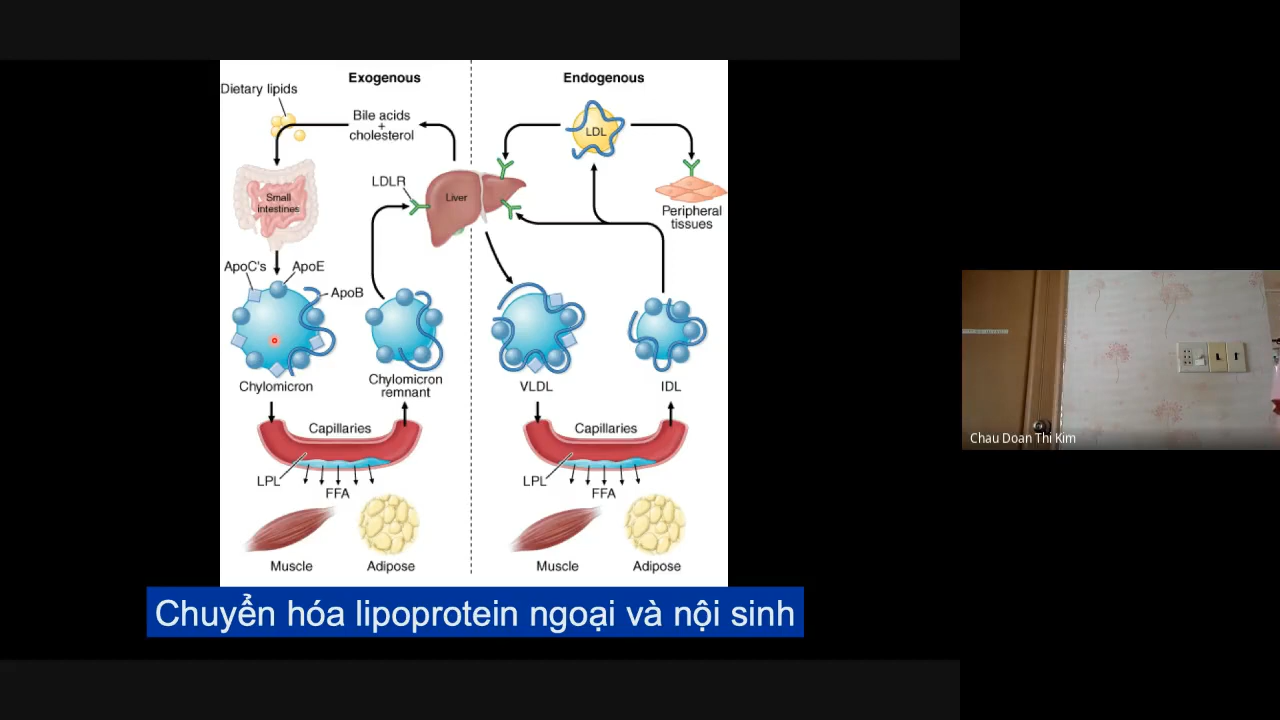 Exogenous
Endogenous
Dietary lipids
Bile acids
+
cholesterol
LDL
LDLR
Liver
Small
intestines
Peripheral
tissues
ApoC's
ApoE
ApoB
Chylomicron
Chylomicron
remnant
VLDL
IDL
Capillaries
Capillaries
LPL
FFA
LPL
FFA
Muscle
Adipose
Muscle
Adipose
Chuyển hóa lipoprotein ngoại và nội sinh
Chau Doan Thi Kim